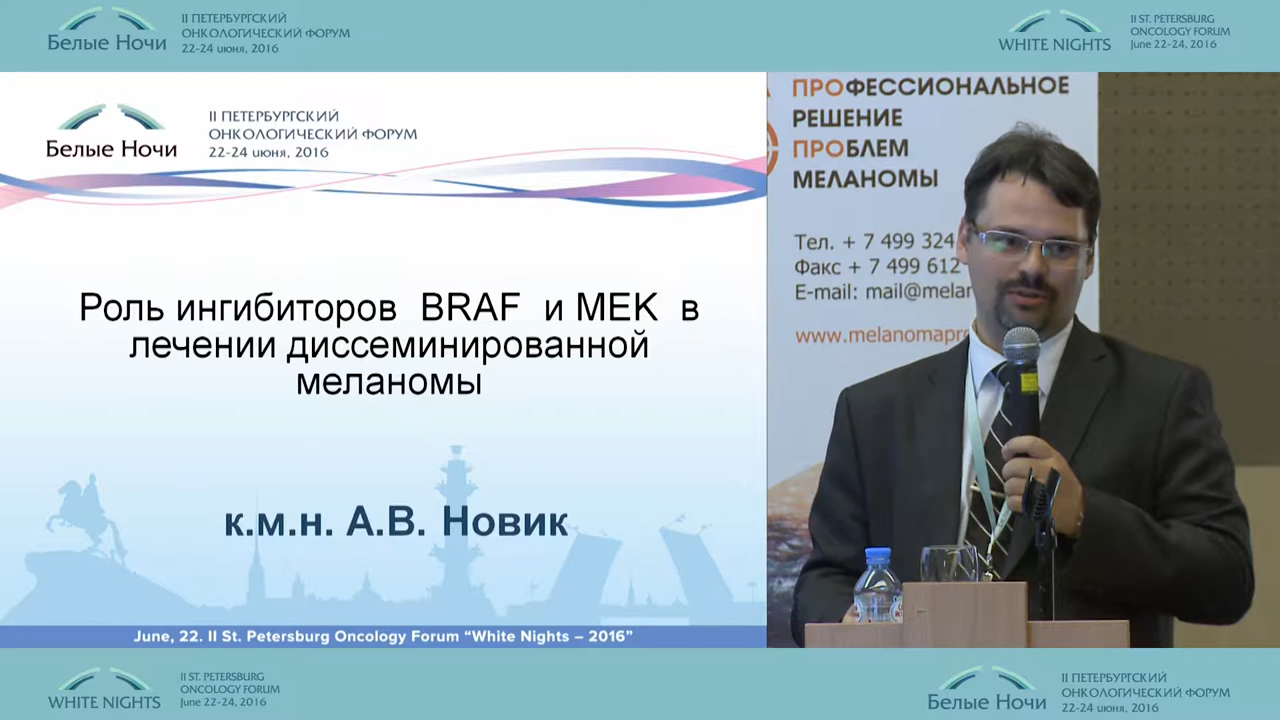 II ПЕТЕРБУРГСКИЙ
ОНКОЛОГИЧЕСКИЙ ФОРУМ
22-24 июня, 2016
Белые Ночи
II ST. PETERSBURG
ONCOLOGY FORUM
June 22-24, 2016
WHITE NIGHTS
II ПЕТЕРБУРГСКИЙ
ОНКОЛОГИЧЕСКИЙ ФОРУМ
22-24 июня, 2016
Белые Ночи
Роль ингибиторов BRAF и MEK в
лечении диссеминированной
меланомы
к.м.н. А.В. Новик
June, 22. II St. Petersburg Oncology Forum “White Nights – 2016”
ПРОФЕССИОНАЛЬНОЕ
РЕШЕНИЕ
ПРОБЛЕМ
МЕЛАНОМЫ
Тел. + 7 499 324
Факс + 7 499 612
E-mail: mail@melan
www.melanomapro
WHITE NIGHTS
II ST. PETERSBURG
ONCOLOGY FORUM
June 22-24, 2016
Белые Ночи
II ПЕТЕРБУРГСКИЙ
ОНКОЛОГИЧЕСКИЙ ФОРУМ
22-24 июня, 2016